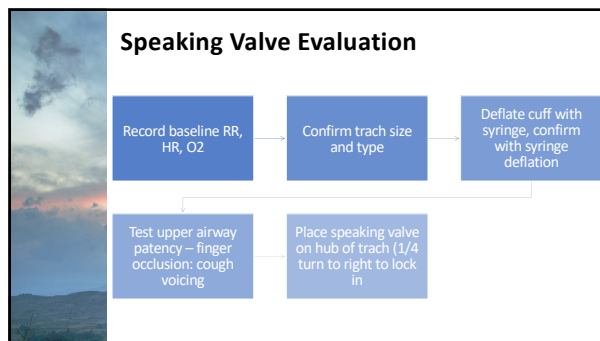 Speaking Valve Evaluation
Record baseline RR,
HR, O2
Confirm trach size
and type
Deflate cuff with
syringe, confirm
with syringe
deflation
Test upper airway
patency – finger
occlusion: cough
voicing
Place speaking valve
on hub of trach (1/4
turn to right to lock
in